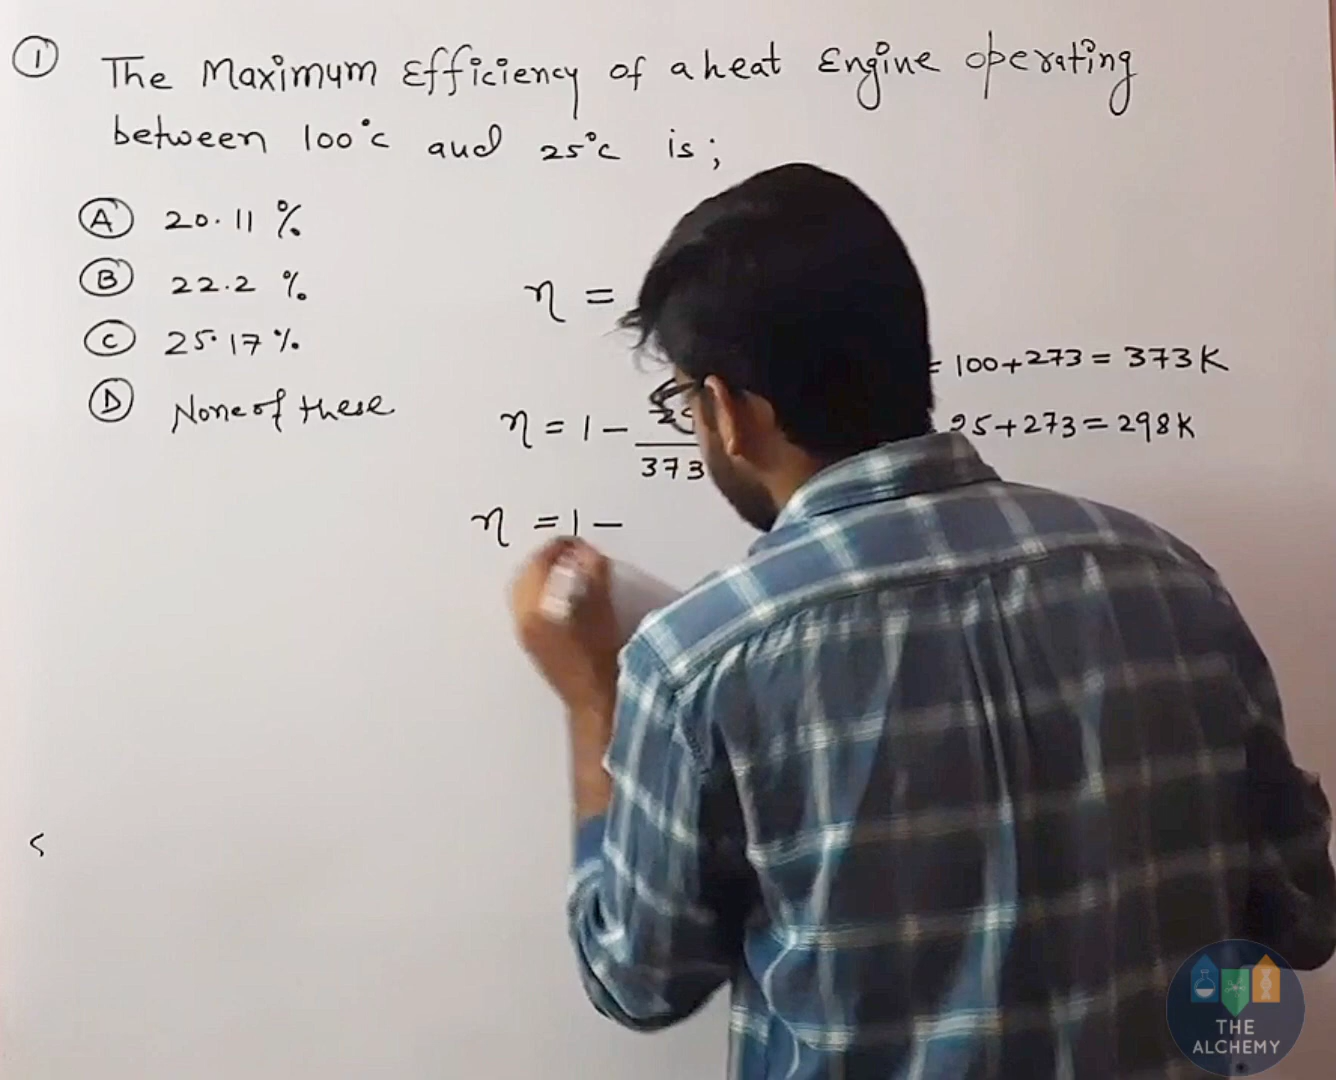 ① The Maximum Efficiency of a heat Engine operating
between 100°C and 25°C is;
Ⓐ 20.11 %
Ⓑ 22.2 %
Ⓒ 25.17 %
Ⓓ None of these
η =
= 100+273 = 373K
η = 1 - 373
25+273 = 298K
η = 1 -
THE
ALCHEMY